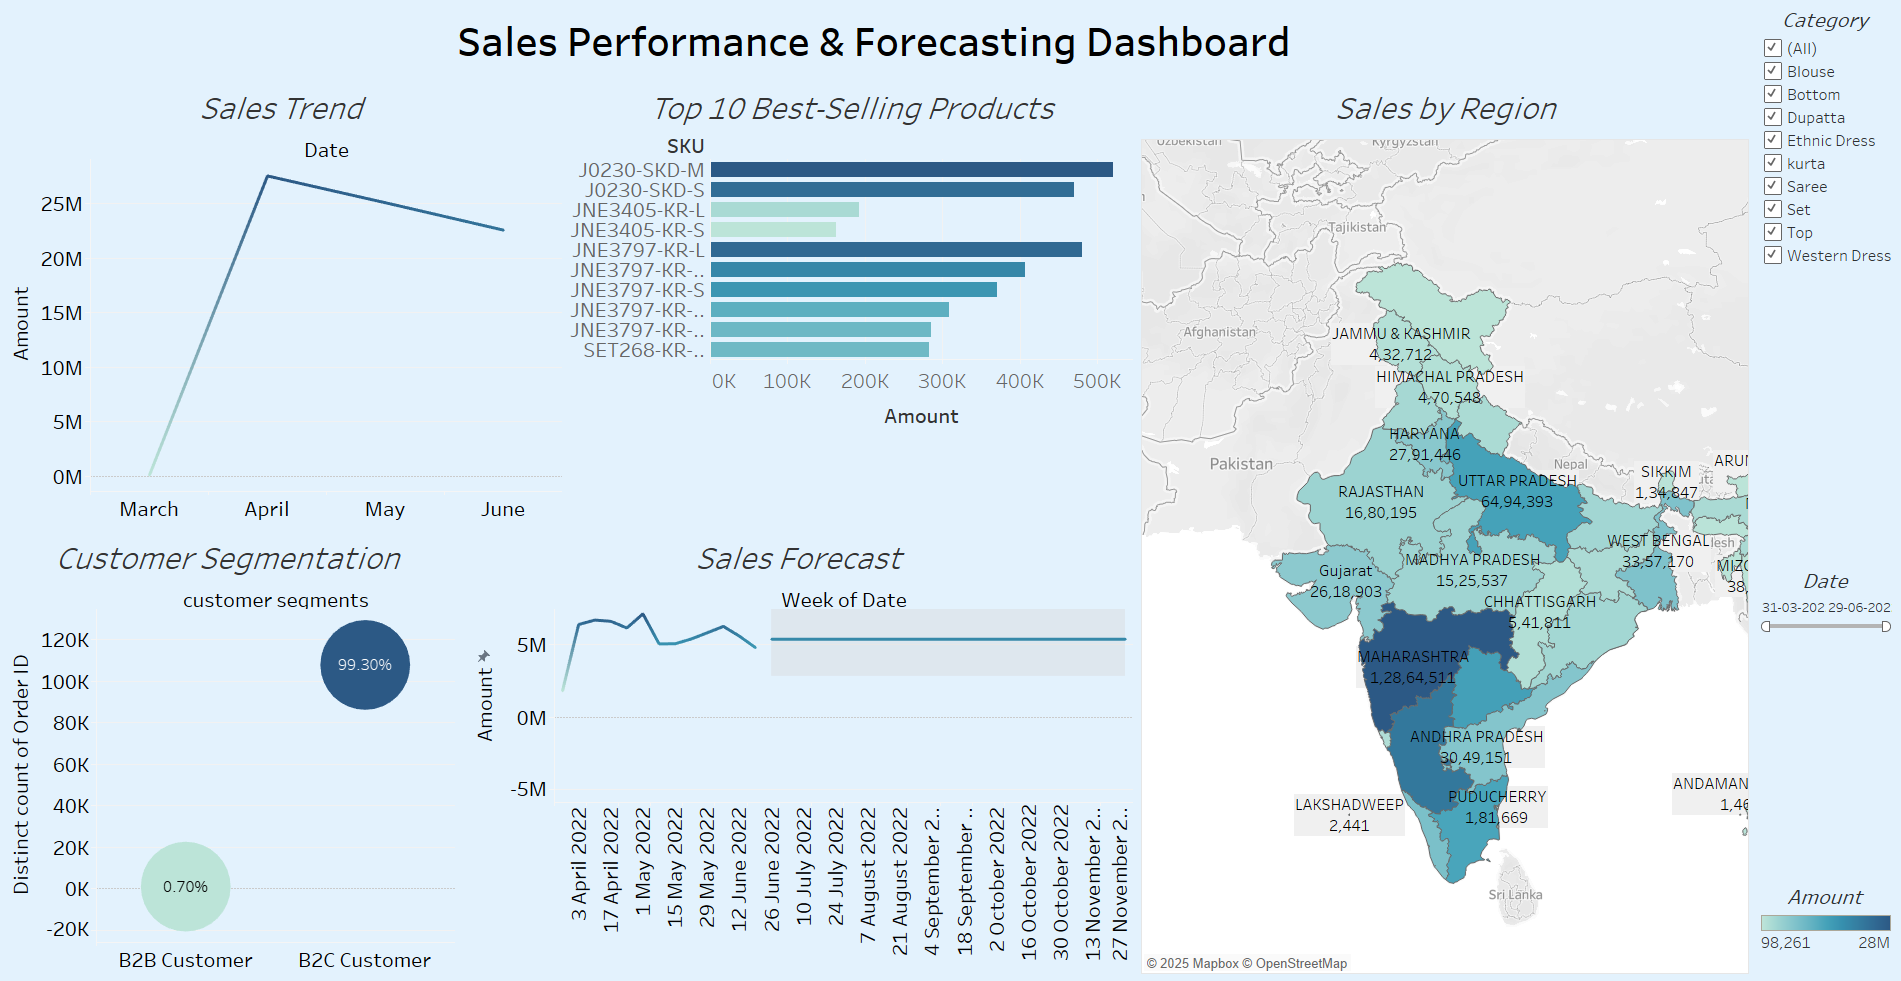 Sales Performance & Forecasting Dashboard
Sales Trend
Date
Amount
25M
20M
15M
10M
5M
0M
March
April
May
June
Top 10 Best-Selling Products
SKU
J0230-SKD-M
J0230-SKD-S
JNE3405-KR-L
JNE3405-KR-S
JNE3797-KR-L
JNE3797-KR-..
JNE3797-KR-S
JNE3797-KR-..
JNE3797-KR-..
SET268-KR-..
0K
100K
200K
300K
400K
500K
Amount
Customer Segmentation
customer segments
Distinct count of Order ID
120K
100K
80K
60K
40K
20K
0K
-20K
99.30%
0.70%
B2B Customer
B2C Customer
Sales Forecast
Week of Date
Amount
5M
0M
-5M
3 April 2022
17 April 2022
1 May 2022
15 May 2022
29 May 2022
12 June 2022
26 June 2022
10 July 2022
24 July 2022
7 August 2022
21 August 2022
4 September 2..
18 September ..
2 October 2022
16 October 2022
30 October 2022
13 November 2..
27 November 2..
Sales by Region
Uzbekistan
Kyrgyzstan
Tajikistan
Afghanistan
JAMMU & KASHMIR
4,32,712
HIMACHAL PRADESH
4,70,548
HARYANA
27,91,446
Pakistan
Nepal
RAJASTHAN
16,80,195
UTTAR PRADESH
64,94,393
SIKKIM
1,34,847
ARUN
WEST BENGAL
33,57,170
lesh
MIZO
38,
Gujarat
26,18,903
MADHYA PRADESH
15,25,537
CHHATTISGARH
5,41,811
MAHARASHTRA
1,28,64,511
ANDHRA PRADESH
30,49,151
LAKSHADWEEP
2,441
PUDUCHERRY
1,81,669
ANDAMAN
1,46
Sri Lanka
© 2025 Mapbox © OpenStreetMap
Category
(All)
Blouse
Bottom
Dupatta
Ethnic Dress
kurta
Saree
Set
Top
Western Dress
Date
31-03-202 29-06-202
Amount
98,261
28M